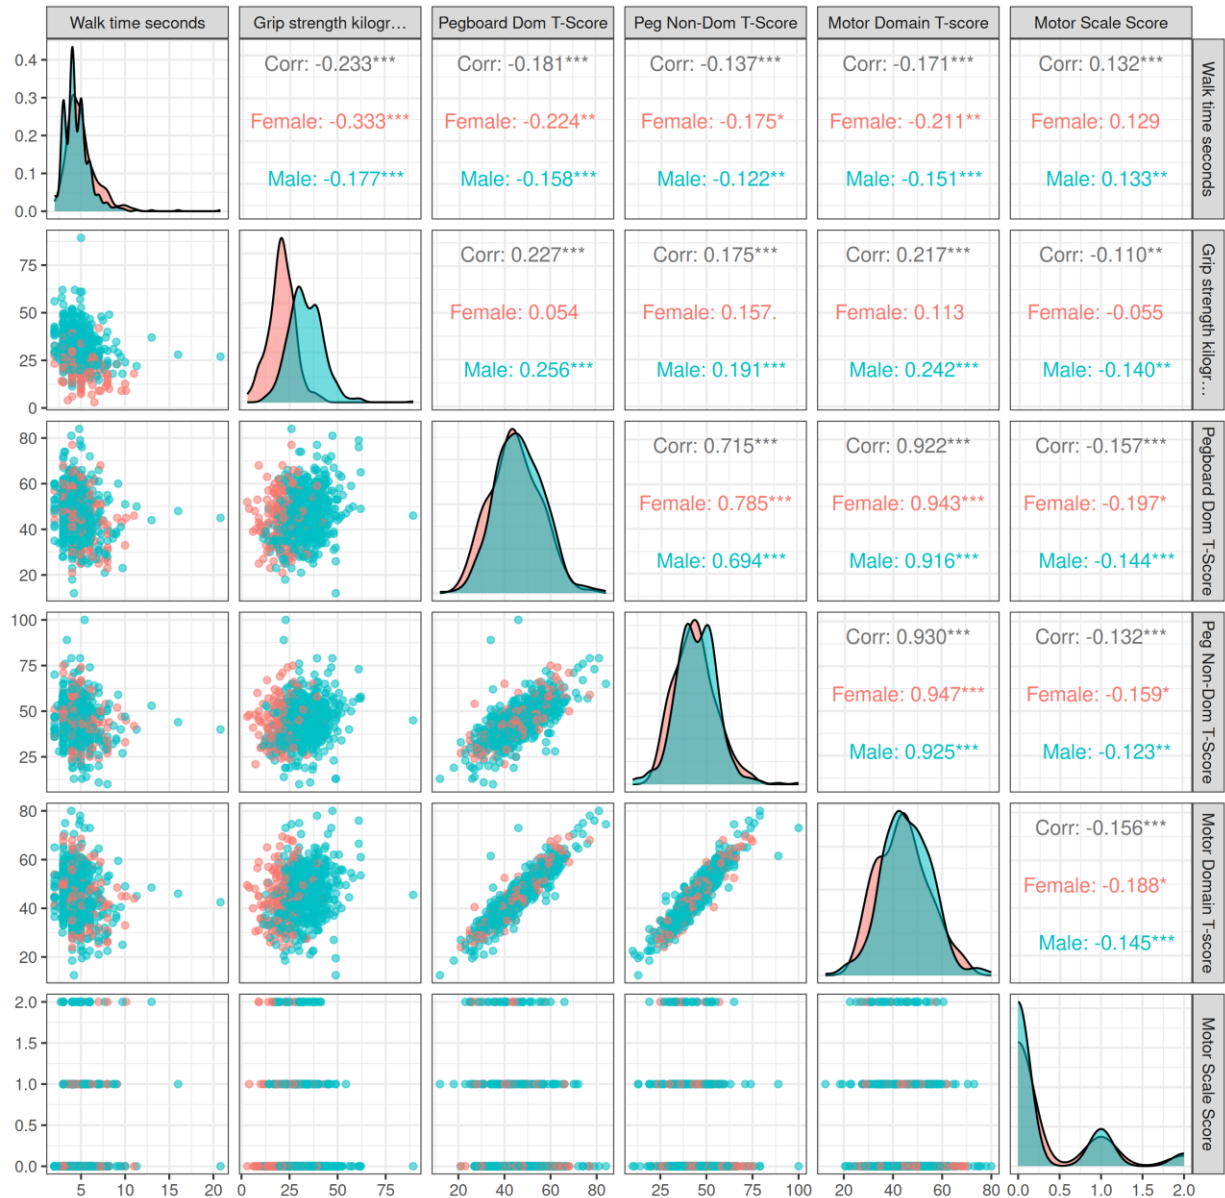 Walk time seconds
Grip strength kilogr…
Pegboard Dom T-Score
Peg Non-Dom T-Score
Motor Domain T-score
Motor Scale Score
0.4
0.3
0.2
0.1
0.0
Corr: -0.233***
Female: -0.333***
Male: -0.177***
Corr: -0.181***
Female: -0.224**
Male: -0.158***
Corr: -0.137***
Female: -0.175*
Male: -0.122**
Corr: -0.171***
Female: -0.211**
Male: -0.151***
Corr: 0.132***
Female: 0.129
Male: 0.133**
Walk time seconds
75
50
25
0
Corr: 0.227***
Female: 0.054
Male: 0.256***
Corr: 0.175***
Female: 0.157.
Male: 0.191***
Corr: 0.217***
Female: 0.113
Male: 0.242***
Corr: -0.110**
Female: -0.055
Male: -0.140**
Grip strength kilogr…
80
60
40
20
Corr: 0.715***
Female: 0.785***
Male: 0.694***
Corr: 0.922***
Female: 0.943***
Male: 0.916***
Corr: -0.157***
Female: -0.197*
Male: -0.144***
Pegboard Dom T-Score
100
75
50
25
Corr: 0.930***
Female: 0.947***
Male: 0.925***
Corr: -0.132***
Female: -0.159*
Male: -0.123**
Peg Non-Dom T-Score
80
60
40
20
Corr: -0.156***
Female: -0.188*
Male: -0.145***
Motor Domain T-score
2.0
1.5
1.0
0.5
0.0
Motor Scale Score
5 10 15 20
0 25 50 75
20 40 60 80
25 50 75 100
20 40 60 80
0.0 0.5 1.0 1.5 2.0